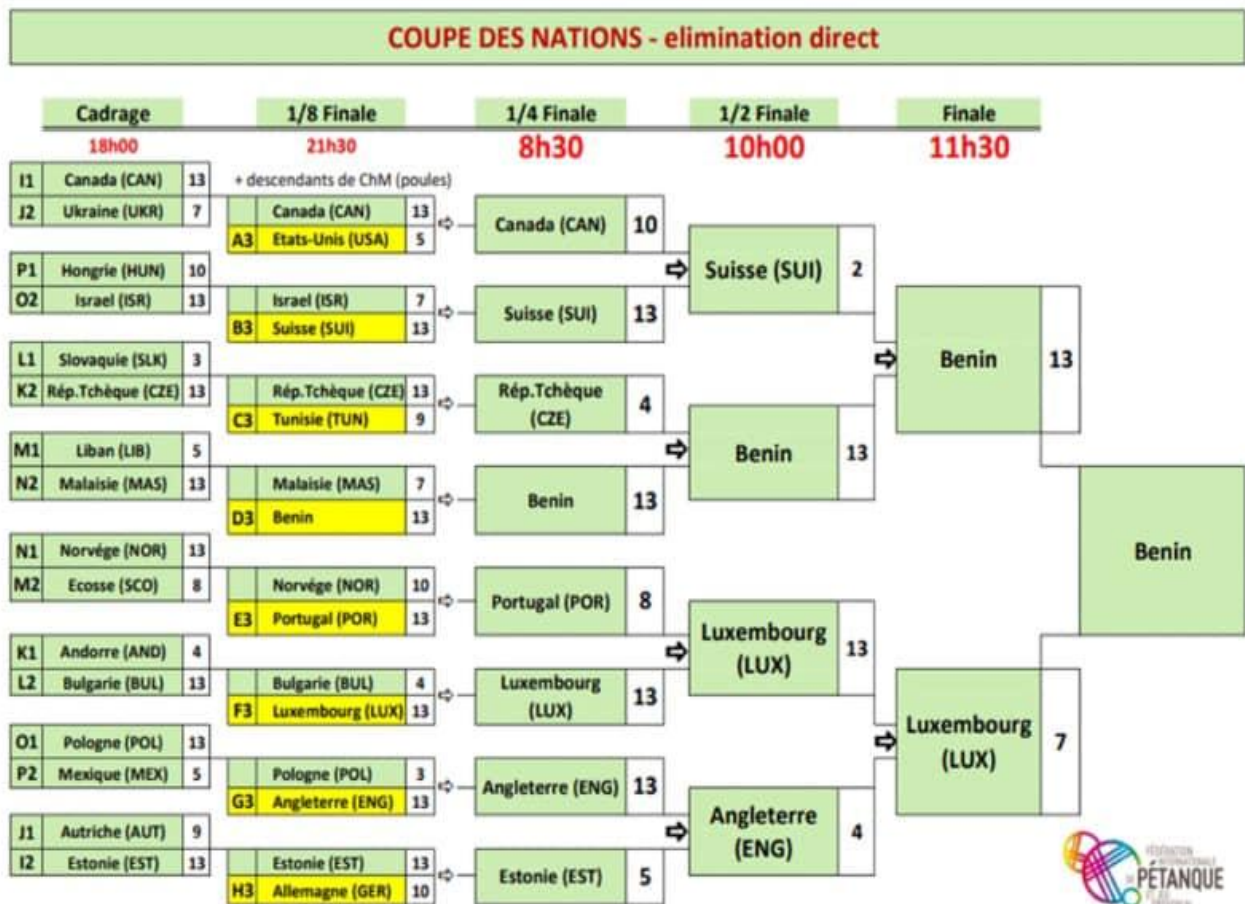 COUPE DES NATIONS - elimination direct
Cadrage 1/8 Finale 1/4 Finale 1/2 Finale Finale
18h00 21h30 8h30 10h00 11h30
I1 Canada (CAN) 13
J2 Ukraine (UKR) 7
P1 Hongrie (HUN) 10
O2 Israel (ISR) 13
L1 Slovaquie (SLK) 3
K2 Rép.Tchèque (CZE) 13
M1 Liban (LIB) 5
N2 Malaisie (MAS) 13
N1 Norvége (NOR) 13
M2 Ecosse (SCO) 8
K1 Andorre (AND) 4
L2 Bulgarie (BUL) 13
O1 Pologne (POL) 13
P2 Mexique (MEX) 5
J1 Autriche (AUT) 9
I2 Estonie (EST) 13
+ descendants de ChM (poules)
Canada (CAN) 13
A3 Etats-Unis (USA) 5
Israel (ISR) 7
B3 Suisse (SUI) 13
Rép.Tchèque (CZE) 13
C3 Tunisie (TUN) 9
Malaisie (MAS) 7
D3 Benin 13
Norvége (NOR) 10
E3 Portugal (POR) 13
Bulgarie (BUL) 4
F3 Luxembourg (LUX) 13
Pologne (POL) 3
G3 Angleterre (ENG) 13
Estonie (EST) 13
H3 Allemagne (GER) 10
Canada (CAN) 10
Suisse (SUI) 13
Rép.Tchèque
(CZE) 4
Benin 13
Portugal (POR) 8
Luxembourg
(LUX) 13
Angleterre (ENG) 13
Estonie (EST) 5
Suisse (SUI) 2
Benin 13
Luxembourg
(LUX) 13
Angleterre
(ENG) 4
Benin 13
Luxembourg
(LUX) 7
Benin
FÉDÉRATION
INTERNATIONALE
PÉTANQUE